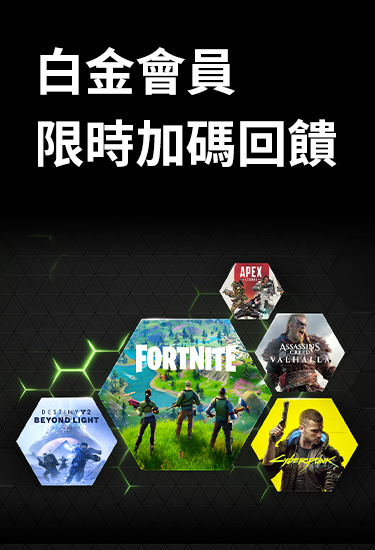 白金會員
限時加碼回饋
APEX
LEGENDS
FORTNITE
ASSASSIN'S
CREED
VALHALLA
DESTINY 2
BEYOND LIGHT
CYBERPUNK